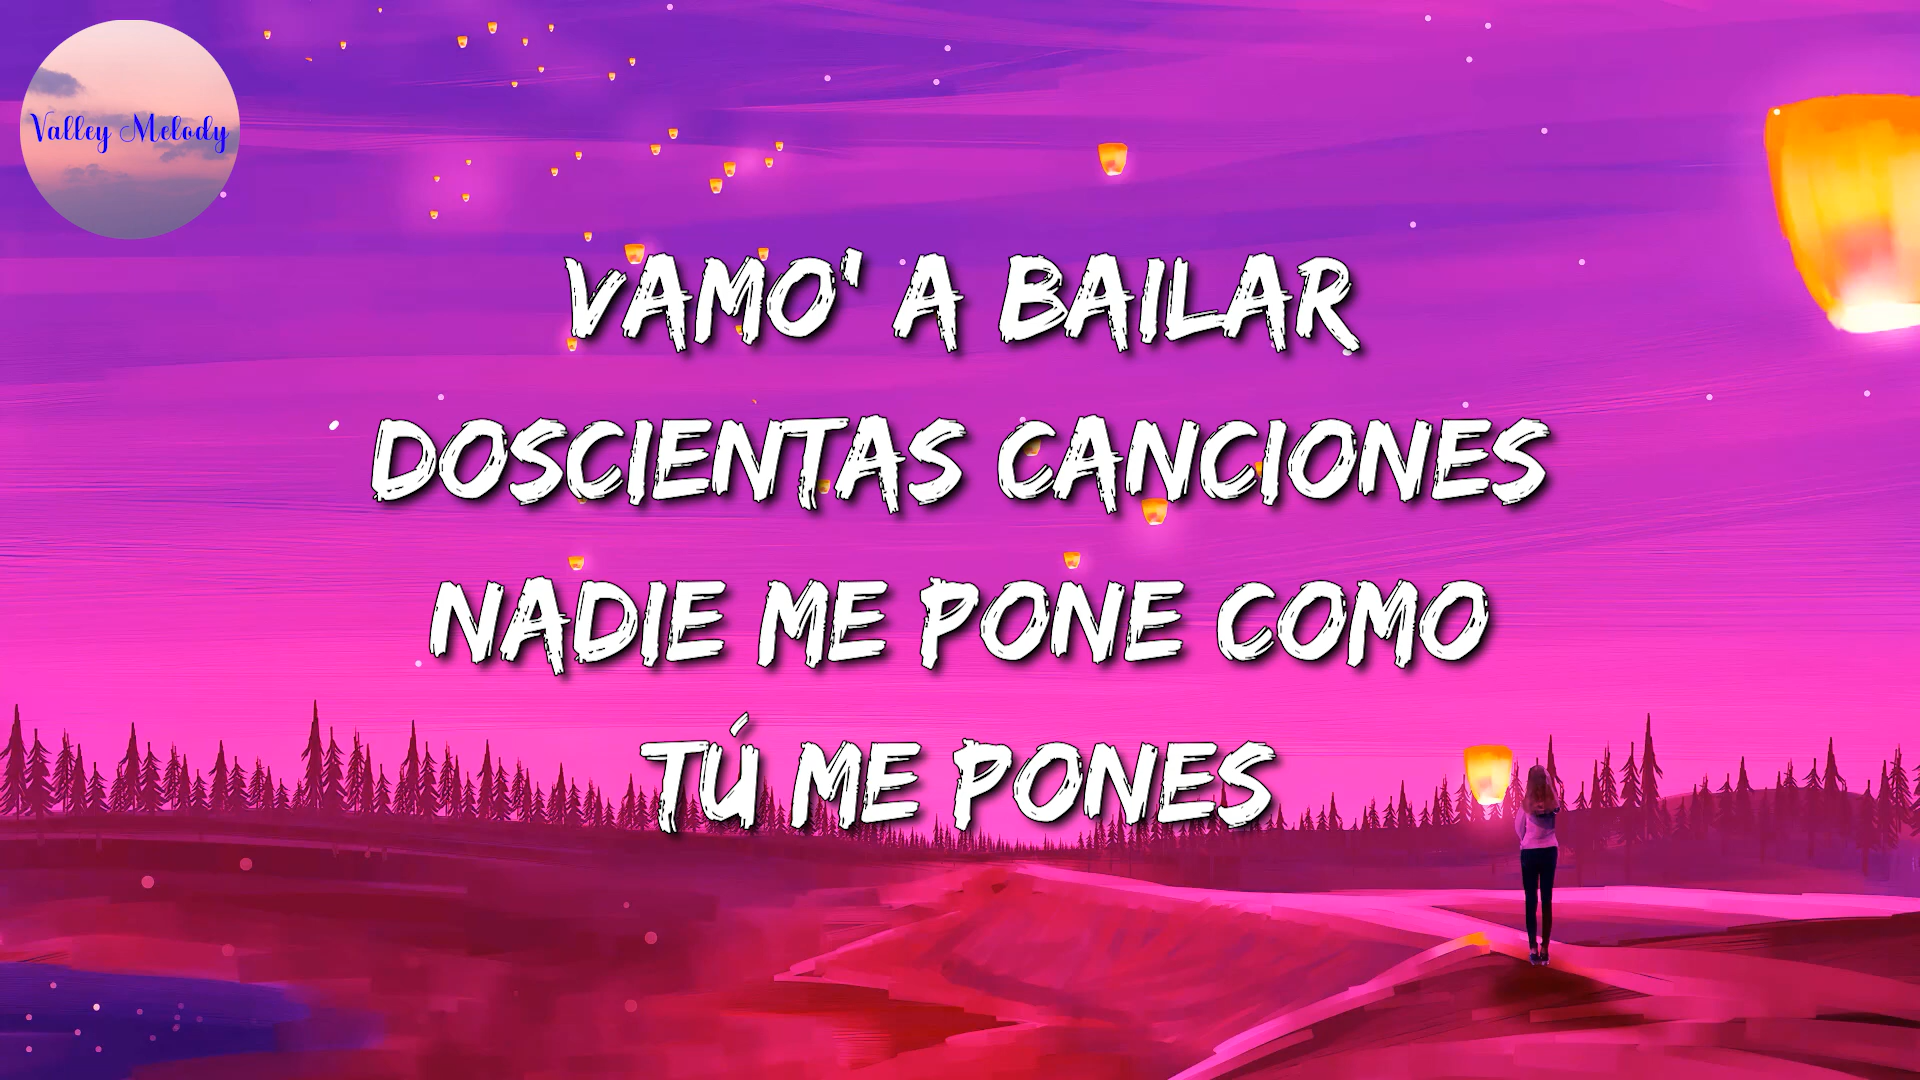 Valley Melody
VAMO' A BAILAR
DOSCIENTAS CANCIONES
NADIE ME PONE COMO
TÚ ME PONES